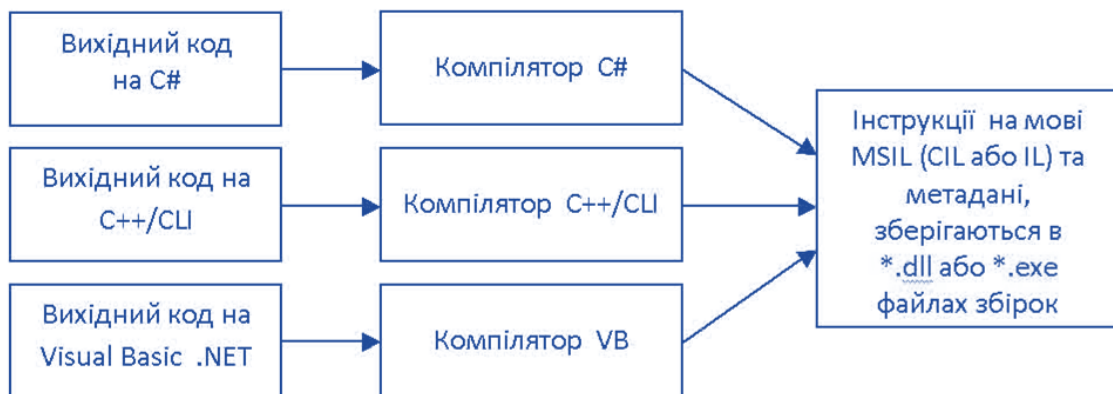 Вихідний код
на C#
Компілятор C#
Вихідний код на
C++/CLI
Компілятор C++/CLI
Вихідний код на
Visual Basic .NET
Компілятор VB
Інструкції на мові
MSIL (CIL або IL) та
метадані,
зберігаються в
*.dll або *.exe
файлах збірок